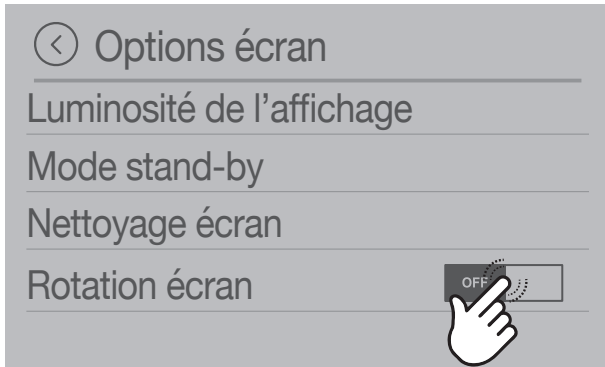 Options écran
Luminosité de l’affichage
Mode stand-by
Nettoyage écran
Rotation écran
OFF